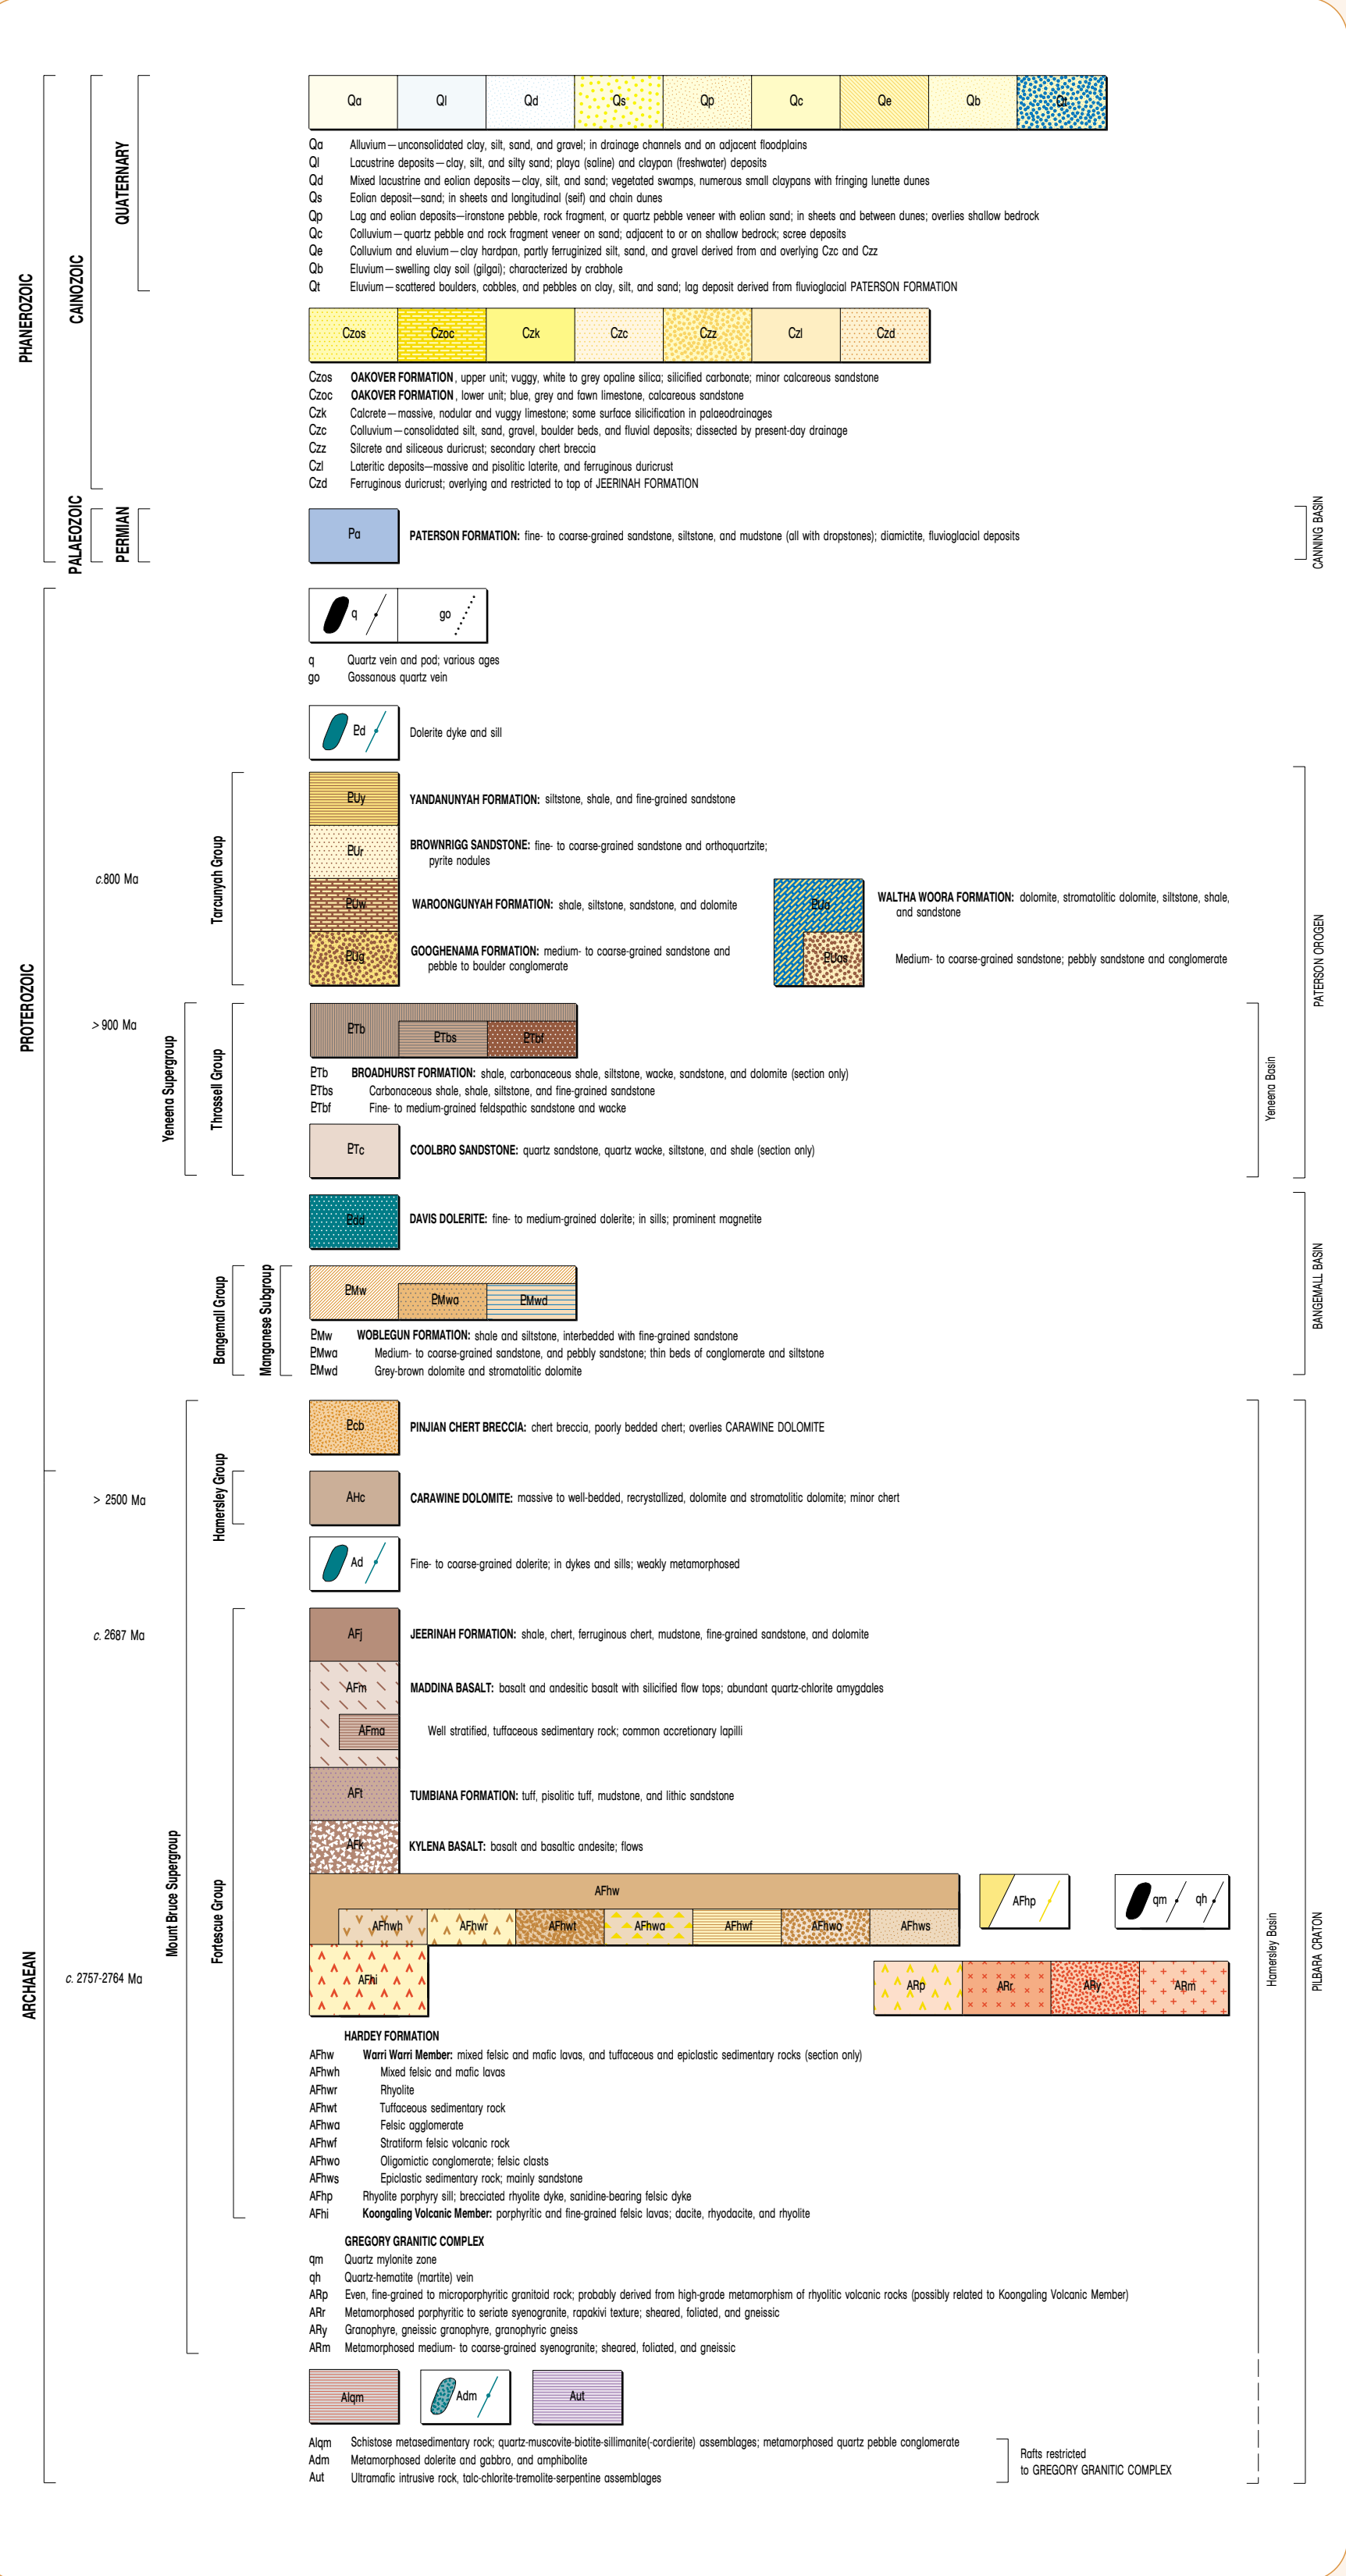 PHANEROZOIC
CAINOZOIC
QUATERNARY
Qa Ql Qd Qs Qp Qc Qe Qb Qt
Qa Alluvium—unconsolidated clay, silt, sand, and gravel; in drainage channels and on adjacent floodplains
Ql Lacustrine deposits—clay, silt, and silty sand; playa (saline) and claypan (freshwater) deposits
Qd Mixed lacustrine and eolian deposits—clay, silt, and sand; vegetated swamps, numerous small claypans with fringing lunette dunes
Qs Eolian deposit—sand; in sheets and longitudinal (seif) and chain dunes
Qp Lag and eolian deposits—ironstone pebble, rock fragment, or quartz pebble veneer with eolian sand; in sheets and between dunes; overlies shallow bedrock
Qc Colluvium—quartz pebble and rock fragment veneer on sand; adjacent to or on shallow bedrock; scree deposits
Qe Colluvium and eluvium—clay hardpan, partly ferruginized silt, sand, and gravel derived from and overlying Czc and Czz
Qb Eluvium—swelling clay soil (gilgai); characterized by crabhole
Qt Eluvium—scattered boulders, cobbles, and pebbles on clay, silt, and sand; lag deposit derived from fluvioglacial PATERSON FORMATION
Czos Czoc Czk Czc Czz Czl Czd
Czos OAKOVER FORMATION, upper unit; vuggy, white to grey opaline silica; silicified carbonate; minor calcareous sandstone
Czoc OAKOVER FORMATION, lower unit; blue, grey and fawn limestone, calcareous sandstone
Czk Calcrete—massive, nodular and vuggy limestone; some surface silicification in palaeodrainages
Czc Colluvium—consolidated silt, sand, gravel, boulder beds, and fluvial deposits; dissected by present-day drainage
Czz Silcrete and siliceous duricrust; secondary chert breccia
Czl Lateritic deposits—massive and pisolitic laterite, and ferruginous duricrust
Czd Ferruginous duricrust; overlying and restricted to top of JEERINAH FORMATION
PALAEOZOIC
PERMIAN
Pa PATERSON FORMATION: fine- to coarse-grained sandstone, siltstone, and mudstone (all with dropstones); diamictite, fluvioglacial deposits
CANNING BASIN
PROTEROZOIC
q go
q Quartz vein and pod; various ages
go Gossanous quartz vein
Ꝑd Dolerite dyke and sill
c.800 Ma
Tarcunyah Group
ꝐUy YANDANUNYAH FORMATION: siltstone, shale, and fine-grained sandstone
ꝐUr BROWNRIGG SANDSTONE: fine- to coarse-grained sandstone and orthoquartzite;
pyrite nodules
ꝐUw WAROONGUNYAH FORMATION: shale, siltstone, sandstone, and dolomite
ꝐUg GOOGHENAMA FORMATION: medium- to coarse-grained sandstone and
pebble to boulder conglomerate
WALTHA WOORA FORMATION: dolomite, stromatolitic dolomite, siltstone, shale,
and sandstone
Medium- to coarse-grained sandstone; pebbly sandstone and conglomerate
PATERSON OROGEN
> 900 Ma
Yeneena Supergroup
Throssell Group
ꝐTb ꝐTbs ꝐTbf
ꝐTb BROADHURST FORMATION: shale, carbonaceous shale, siltstone, wacke, sandstone, and dolomite (section only)
ꝐTbs Carbonaceous shale, shale, siltstone, and fine-grained sandstone
ꝐTbf Fine- to medium-grained feldspathic sandstone and wacke
ꝐTc COOLBRO SANDSTONE: quartz sandstone, quartz wacke, siltstone, and shale (section only)
Yeneena Basin
Ꝑdd DAVIS DOLERITE: fine- to medium-grained dolerite; in sills; prominent magnetite
Bangemall Group
Manganese Subgroup
ꝐMw ꝐMwa ꝐMwd
ꝐMw WOBLEGUN FORMATION: shale and siltstone, interbedded with fine-grained sandstone
ꝐMwa Medium- to coarse-grained sandstone, and pebbly sandstone; thin beds of conglomerate and siltstone
ꝐMwd Grey-brown dolomite and stromatolitic dolomite
BANGEMALL BASIN
Ꝑcb PINJIAN CHERT BRECCIA: chert breccia, poorly bedded chert; overlies CARAWINE DOLOMITE
ARCHAEAN
> 2500 Ma
Mount Bruce Supergroup
Hamersley Group
AHc CARAWINE DOLOMITE: massive to well-bedded, recrystallized, dolomite and stromatolitic dolomite; minor chert
Ad Fine- to coarse-grained dolerite; in dykes and sills; weakly metamorphosed
c. 2687 Ma
Fortescue Group
AFj JEERINAH FORMATION: shale, chert, ferruginous chert, mudstone, fine-grained sandstone, and dolomite
AFm MADDINA BASALT: basalt and andesitic basalt with silicified flow tops; abundant quartz-chlorite amygdales
AFma Well stratified, tuffaceous sedimentary rock; common accretionary lapilli
AFt TUMBIANA FORMATION: tuff, pisolitic tuff, mudstone, and lithic sandstone
AFk KYLENA BASALT: basalt and basaltic andesite; flows
AFhw
AFhwh AFhwr AFhwt AFhwa AFhwf AFhwo AFhws
AFhp
qm qh
c. 2757-2764 Ma
AFhi
ARp ARr ARy ARm
Hamersley Basin
PILBARA CRATON
HARDEY FORMATION
AFhw Warri Warri Member: mixed felsic and mafic lavas, and tuffaceous and epiclastic sedimentary rocks (section only)
AFhwh Mixed felsic and mafic lavas
AFhwr Rhyolite
AFhwt Tuffaceous sedimentary rock
AFhwa Felsic agglomerate
AFhwf Stratiform felsic volcanic rock
AFhwo Oligomictic conglomerate; felsic clasts
AFhws Epiclastic sedimentary rock; mainly sandstone
AFhp Rhyolite porphyry sill; brecciated rhyolite dyke, sanidine-bearing felsic dyke
AFhi Koongaling Volcanic Member: porphyritic and fine-grained felsic lavas; dacite, rhyodacite, and rhyolite
GREGORY GRANITIC COMPLEX
qm Quartz mylonite zone
qh Quartz-hematite (martite) vein
ARp Even, fine-grained to microporphyritic granitoid rock; probably derived from high-grade metamorphism of rhyolitic volcanic rocks (possibly related to Koongaling Volcanic Member)
ARr Metamorphosed porphyritic to seriate syenogranite, rapakivi texture; sheared, foliated, and gneissic
ARy Granophyre, gneissic granophyre, granophyric gneiss
ARm Metamorphosed medium- to coarse-grained syenogranite; sheared, foliated, and gneissic
Alqm Adm Aut
Alqm Schistose metasedimentary rock; quartz-muscovite-biotite-sillimanite(-cordierite) assemblages; metamorphosed quartz pebble conglomerate
Adm Metamorphosed dolerite and gabbro, and amphibolite
Aut Ultramafic intrusive rock, talc-chlorite-tremolite-serpentine assemblages
Rafts restricted
to GREGORY GRANITIC COMPLEX